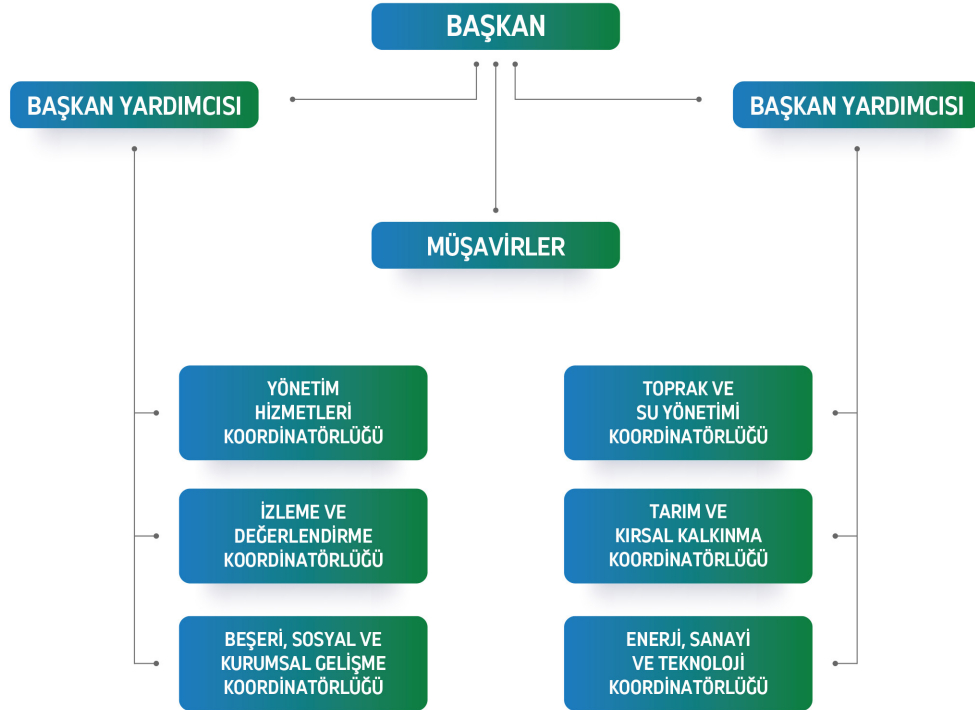 BAŞKAN
BAŞKAN YARDIMCISI
BAŞKAN YARDIMCISI
MÜŞAVİRLER
YÖNETİM
HİZMETLERİ
KOORDİNATÖRLÜĞÜ
TOPRAK VE
SU YÖNETİMİ
KOORDİNATÖRLÜĞÜ
İZLEME VE
DEĞERLENDİRME
KOORDİNATÖRLÜĞÜ
TARIM VE
KIRSAL KALKINMA
KOORDİNATÖRLÜĞÜ
BEŞERİ, SOSYAL VE
KURUMSAL GELİŞME
KOORDİNATÖRLÜĞÜ
ENERJİ, SANAYİ
VE TEKNOLOJİ
KOORDİNATÖRLÜĞÜ